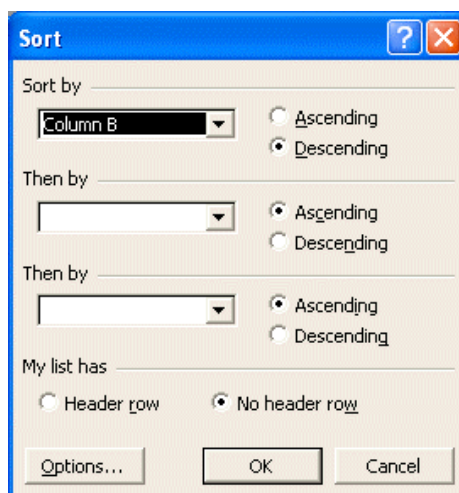 Sort
Sort by
Column B
Ascending
Descending
Then by
Ascending
Descending
Then by
Ascending
Descending
My list has
Header row
No header row
Options...
OK
Cancel